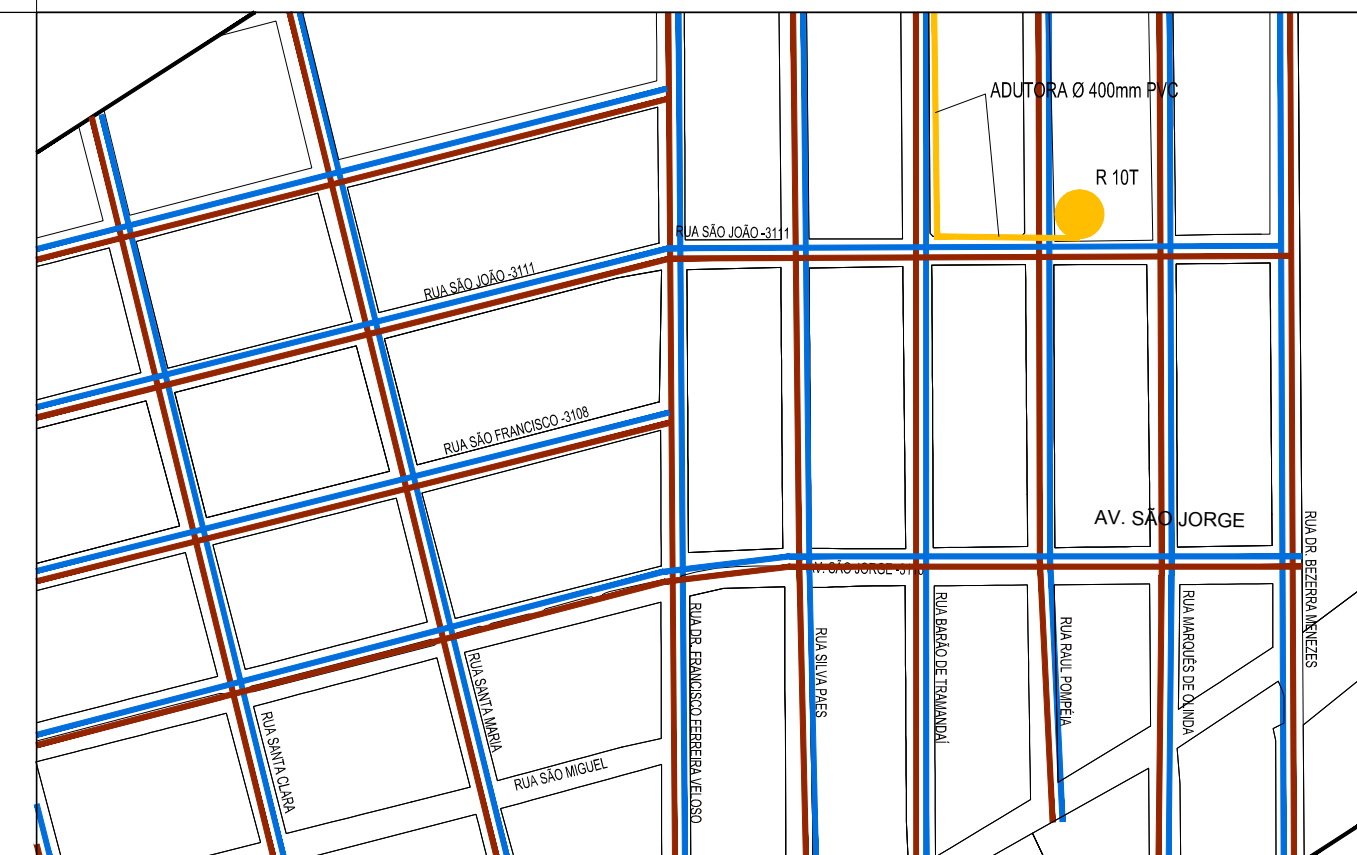 ADUTORA Ø 400mm PVC
R 10T
RUA SÃO JOÃO -3111
RUA SÃO JOÃO -3111
RUA SÃO FRANCISCO -3108
AV. SÃO JORGE
SÃO JORGE
RUA DR. BEZERRA MENEZES
RUA DR. FRANCISCO FERREIRA VELOSO
RUA SILVA PAES
RUA BARÃO DE TRAMANDAÍ
RUA RAUL POMPÉIA
RUA MARQUÊS DE OLINDA
RUA SANTA MARIA
RUA SANTA CLARA
RUA SÃO MIGUEL